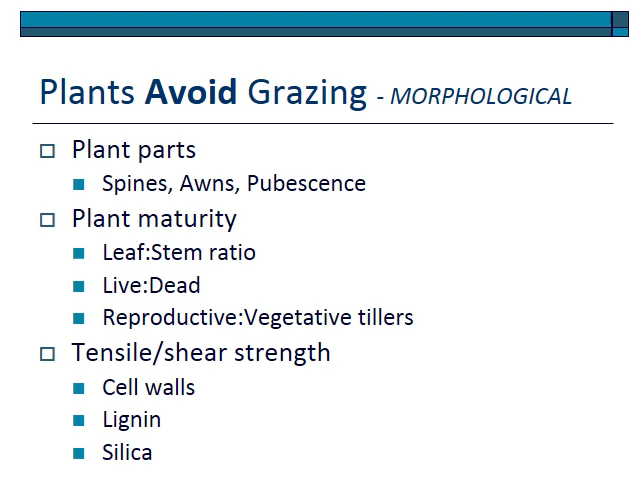 Plants Avoid Grazing - MORPHOLOGICAL
Plant parts
Spines, Awns, Pubescence
Plant maturity
Leaf:Stem ratio
Live:Dead
Reproductive:Vegetative tillers
Tensile/shear strength
Cell walls
Lignin
Silica